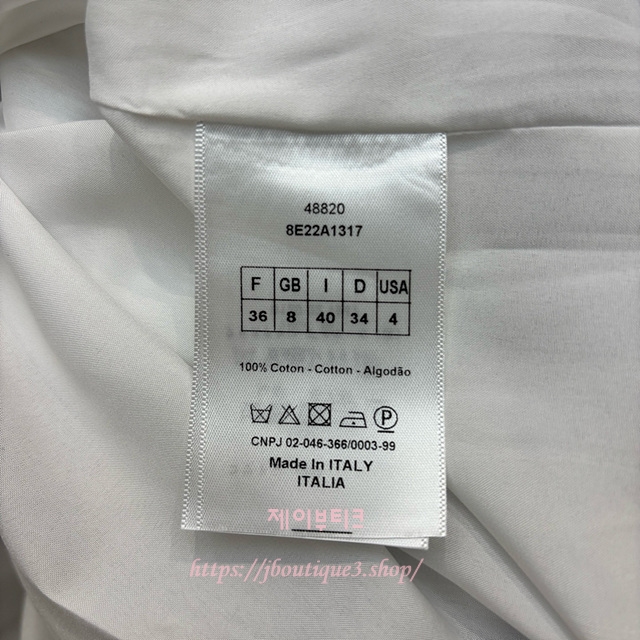 48820
8E22A1317
F GB I D USA
36 8 40 34 4
100% Coton - Cotton - Algodão
P
CNPJ 02-046-366/0003-99
Made In ITALY
ITALIA
제이부티크
https://jboutique3.shop/